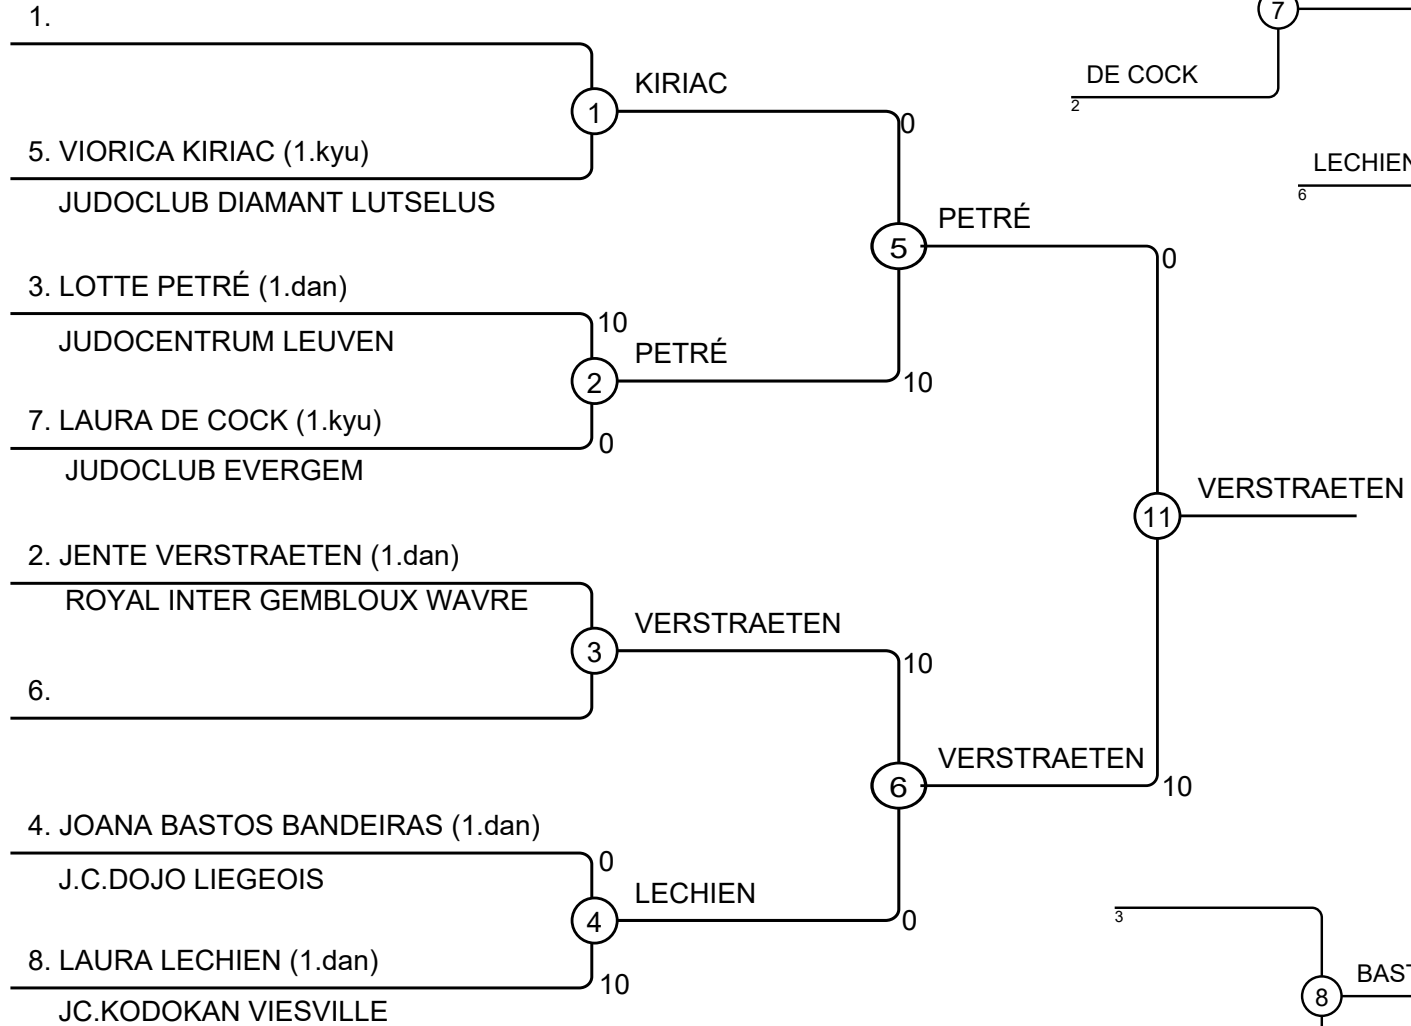 1.
5. VIORICA KIRIAC (1.kyu)
JUDOCLUB DIAMANT LUTSELUS
1
KIRIAC
0
3. LOTTE PETRÉ (1.dan)
JUDOCENTRUM LEUVEN
10
2
PETRÉ
10
7. LAURA DE COCK (1.kyu)
0
JUDOCLUB EVERGEM
5
PETRÉ
0
2. JENTE VERSTRAETEN (1.dan)
ROYAL INTER GEMBLOUX WAVRE
3
VERSTRAETEN
10
6.
4. JOANA BASTOS BANDEIRAS (1.dan)
0
J.C.DOJO LIEGEOIS
4
LECHIEN
0
8. LAURA LECHIEN (1.dan)
10
JC.KODOKAN VIESVILLE
6
VERSTRAETEN
10
11
VERSTRAETEN
7
DE COCK
2
LECHIEN
6
3
8